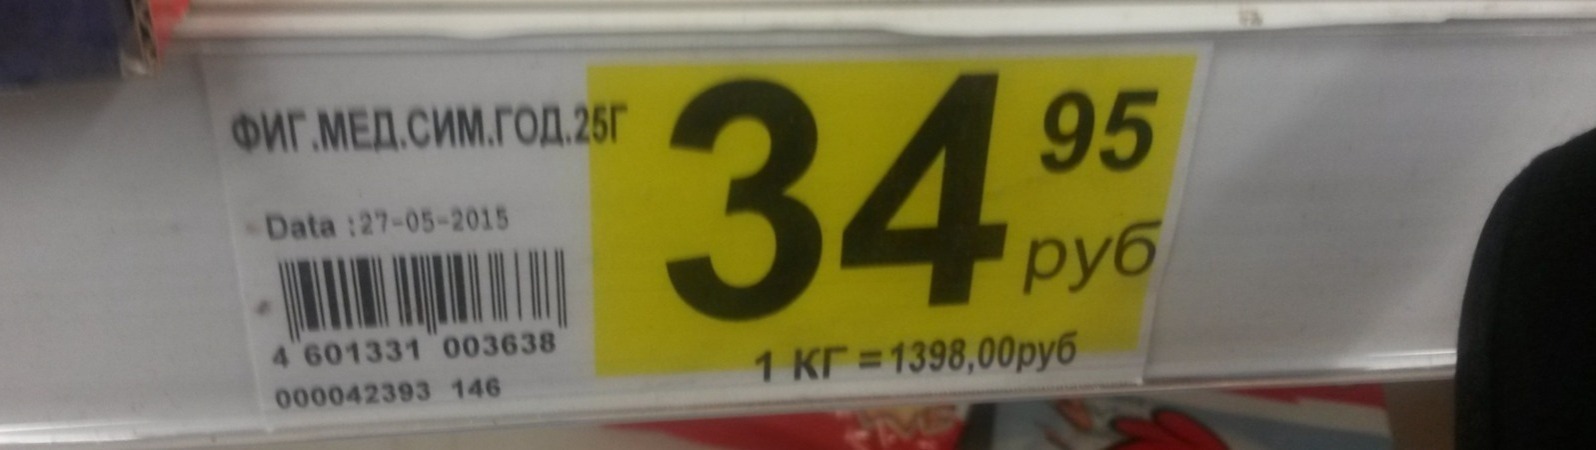 ФИГ.МЕД.СИМ.ГОД.25Г
34 95
руб
Data :27-05-2015
4 601331 003638
000042393 146
1 КГ =1398,00руб